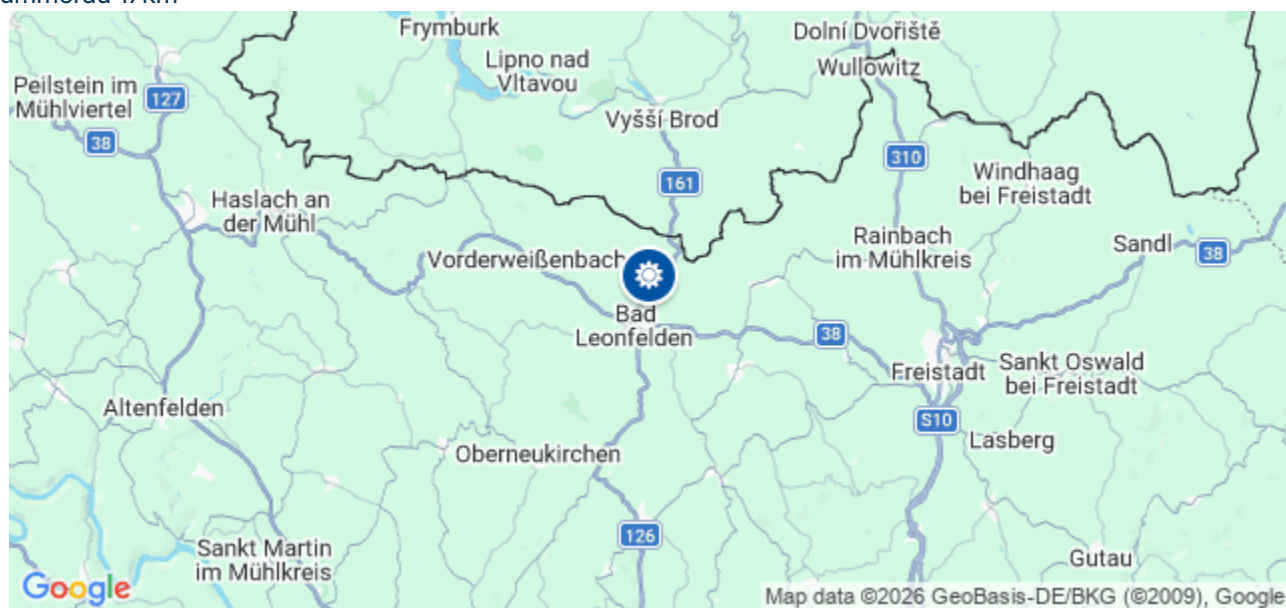 17km
Frymburk
Dolní Dvořiště
Lipno nad
Vltavou
Wullowitz
Peilstein im
Mühlviertel
127
Vyšší Brod
38
310
Windhaag
bei Freistadt
161
Haslach an
der Mühl
Rainbach
im Mühlkreis
Sandl
38
Vorderweißenbach
Bad
Leonfelden
38
Freistadt
Sankt Oswald
bei Freistadt
Altenfelden
S10
Lasberg
Oberneukirchen
126
Sankt Martin
im Mühlkreis
Gutau
Google
Map data ©2026 GeoBasis-DE/BKG (©2009), Google